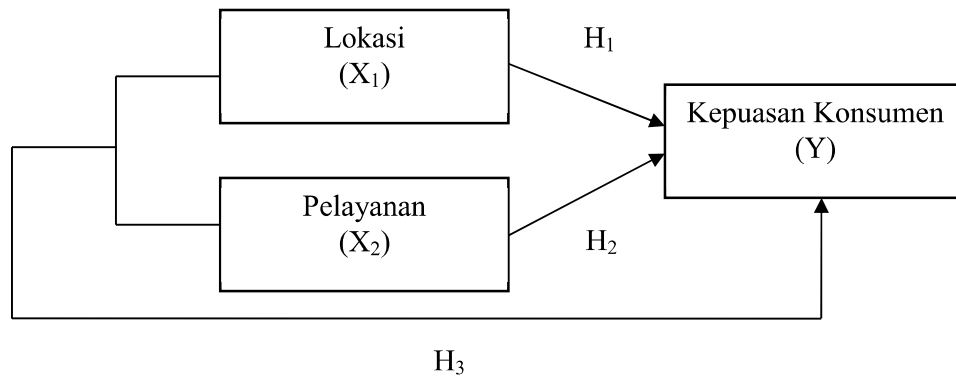 Lokasi
(X₁)
H₁
Kepuasan Konsumen
(Y)
Pelayanan
(X₂)
H₂
H₃